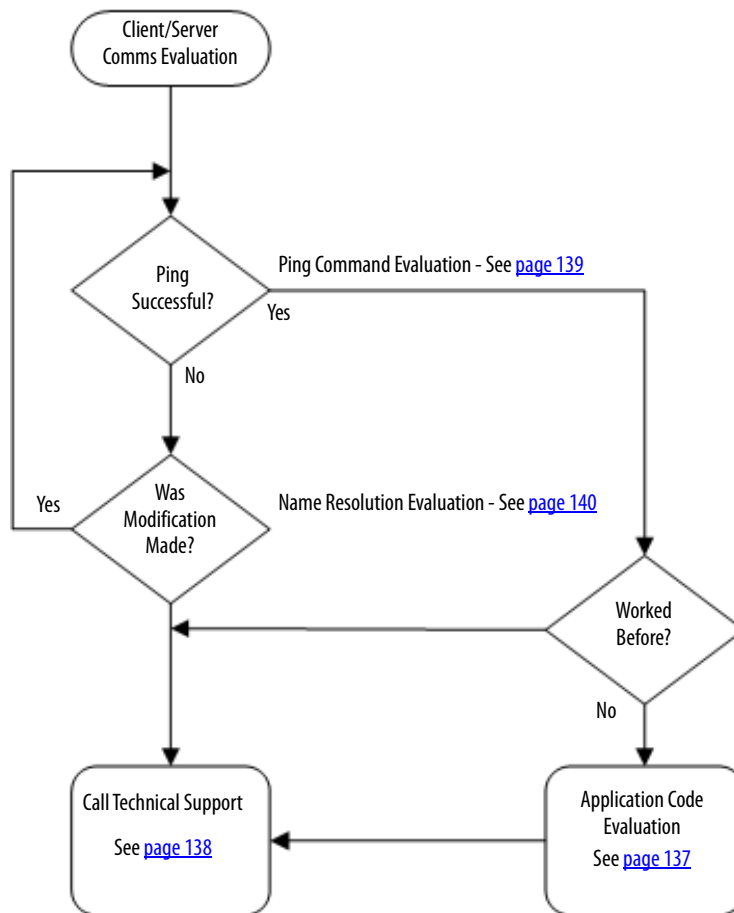 Client/Server
Comms Evaluation
Ping
Successful?
Ping Command Evaluation - See page 139
Yes
No
Was
Modification
Made?
Yes
Name Resolution Evaluation - See page 140
Worked
Before?
No
Call Technical Support
See page 138
Application Code
Evaluation
See page 137